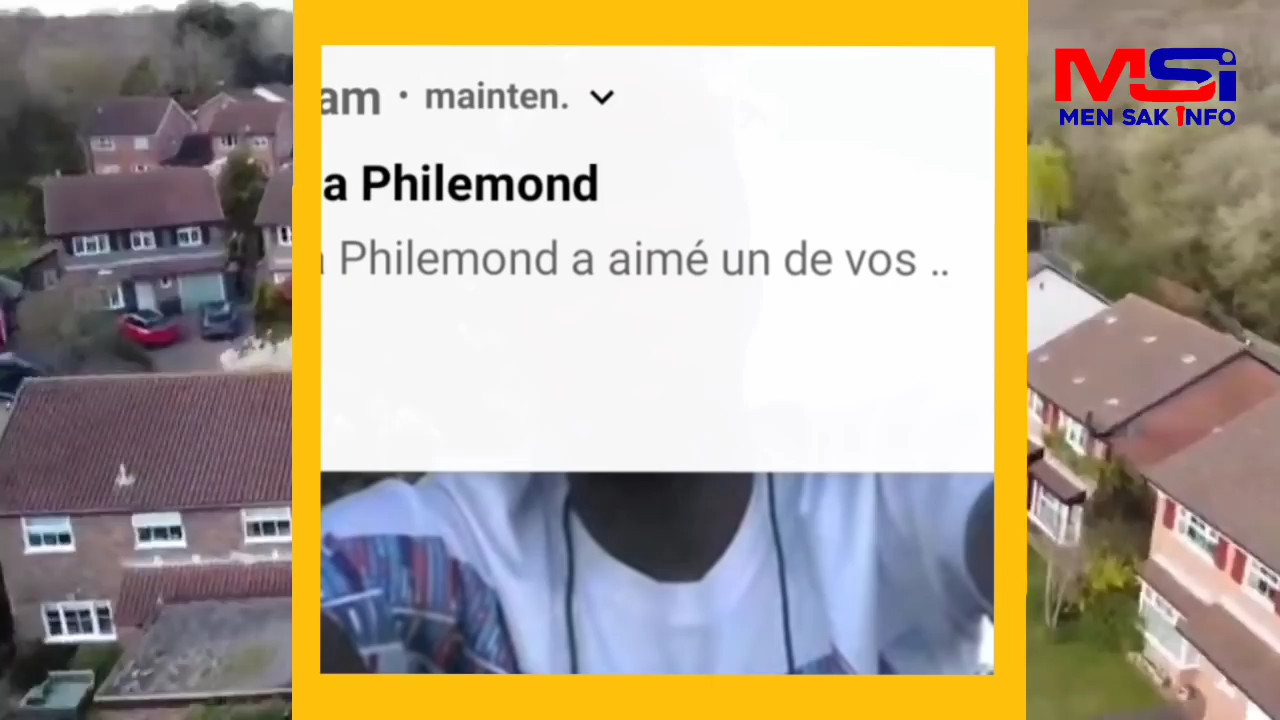 am · mainten.
a Philemond
Philemond a aimé un de vos ..
MSi
MEN SAK INFO